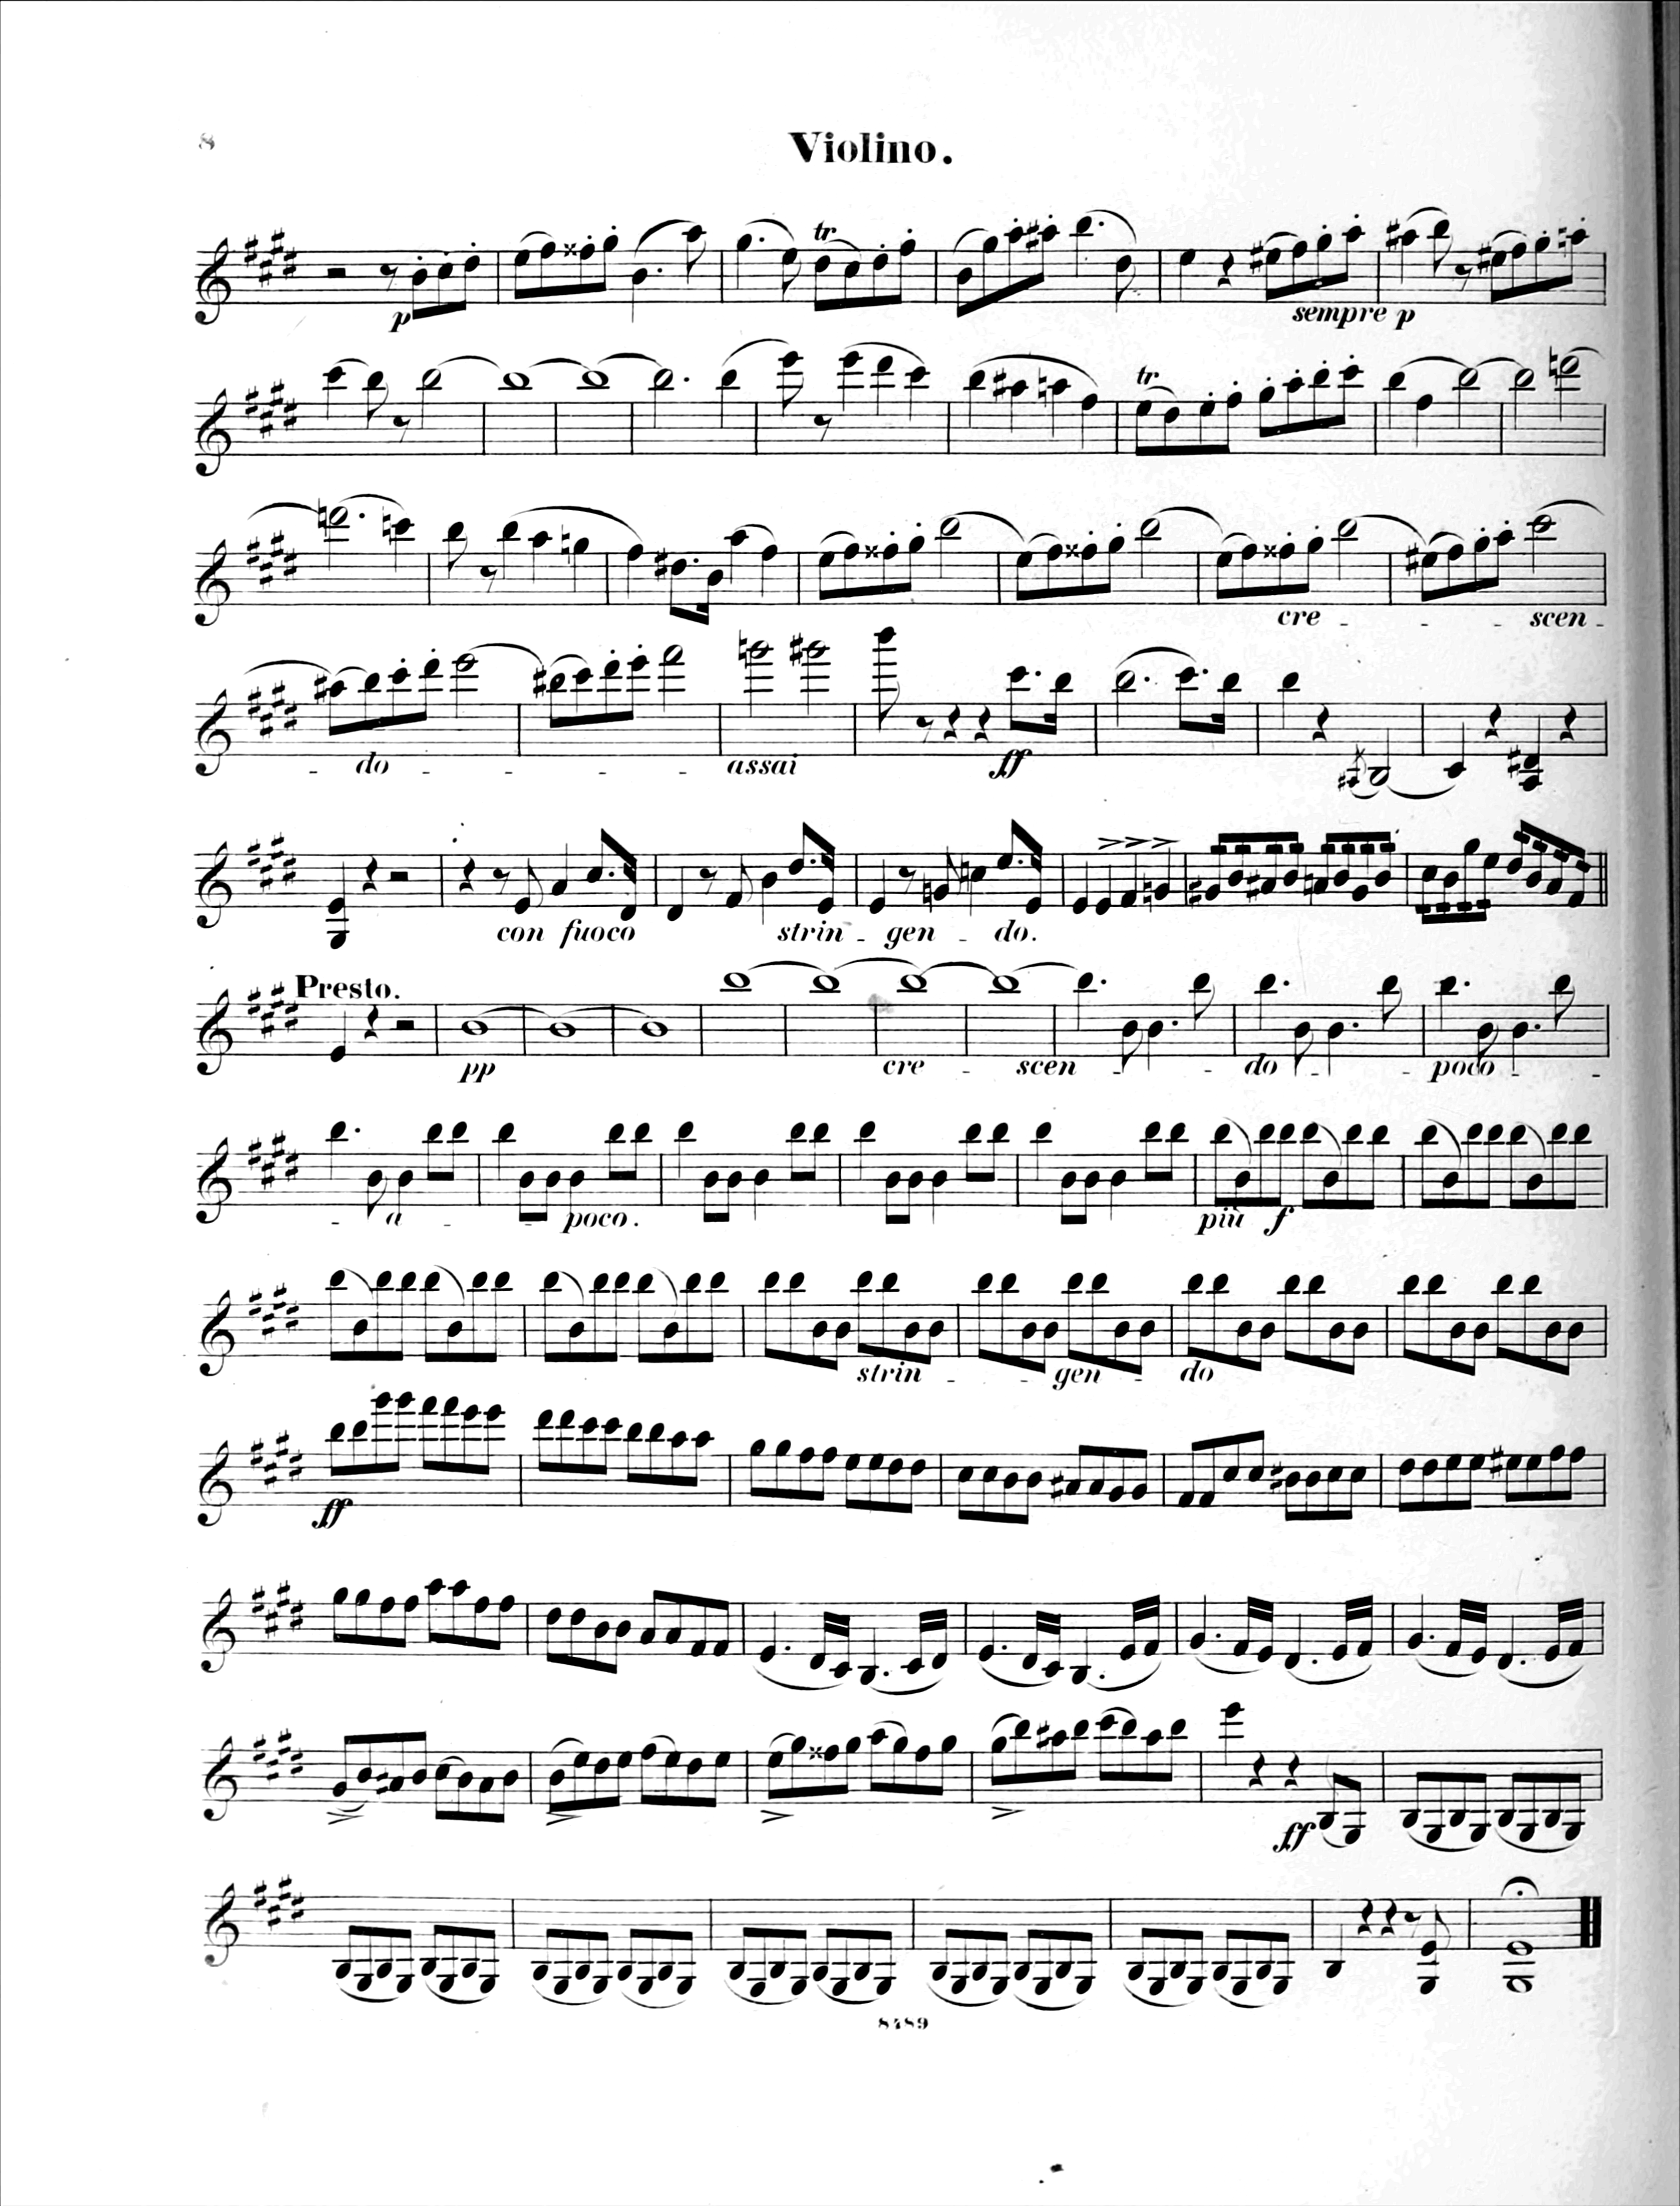 8
Violino.
tr
p
sempre p
tr
cre - - - scen -
- do - - - - assai
ff
con fuoco
strin - gen - do.
Presto.
pp
cre - scen - - do - - poco - -
- a - - poco.
più f
strin - - gen - do
ff
ff
8489